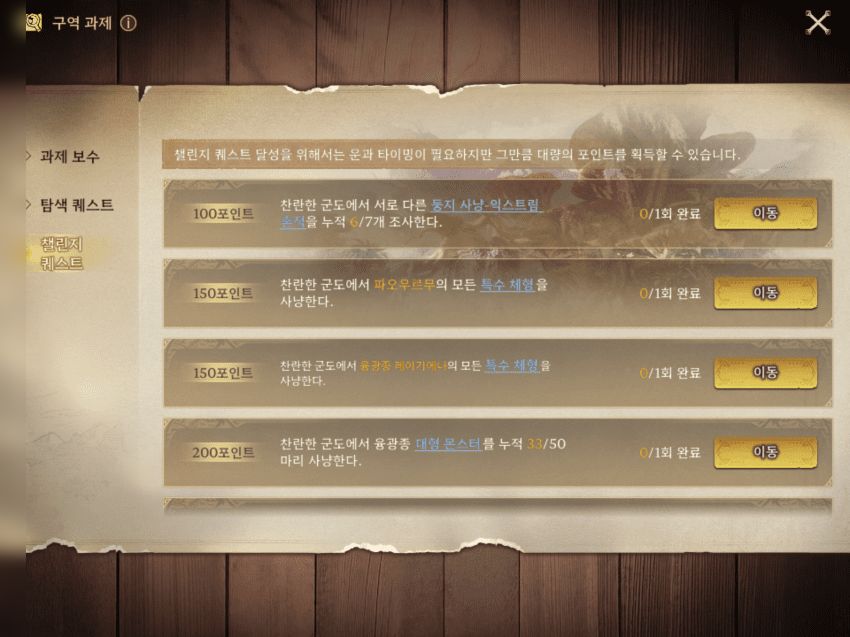 구역 과제
챌린지 퀘스트 달성을 위해서는 운과 타이밍이 필요하지만 그만큼 대량의 포인트를 획득할 수 있습니다.
과제 보수
탐색 퀘스트
챌린지
퀘스트
100포인트
찬란한 군도에서 서로 다른 둥지 사냥-익스트림
흔적을 누적 6/7개 조사한다.
0/1회 완료
이동
150포인트
찬란한 군도에서 파오우르무의 모든 특수 체형을
사냥한다.
0/1회 완료
이동
150포인트
찬란한 군도에서 융광종 레이기에나의 모든 특수 체형을
사냥한다.
0/1회 완료
이동
200포인트
찬란한 군도에서 융광종 대형 몬스터를 누적 33/50
마리 사냥한다.
0/1회 완료
이동